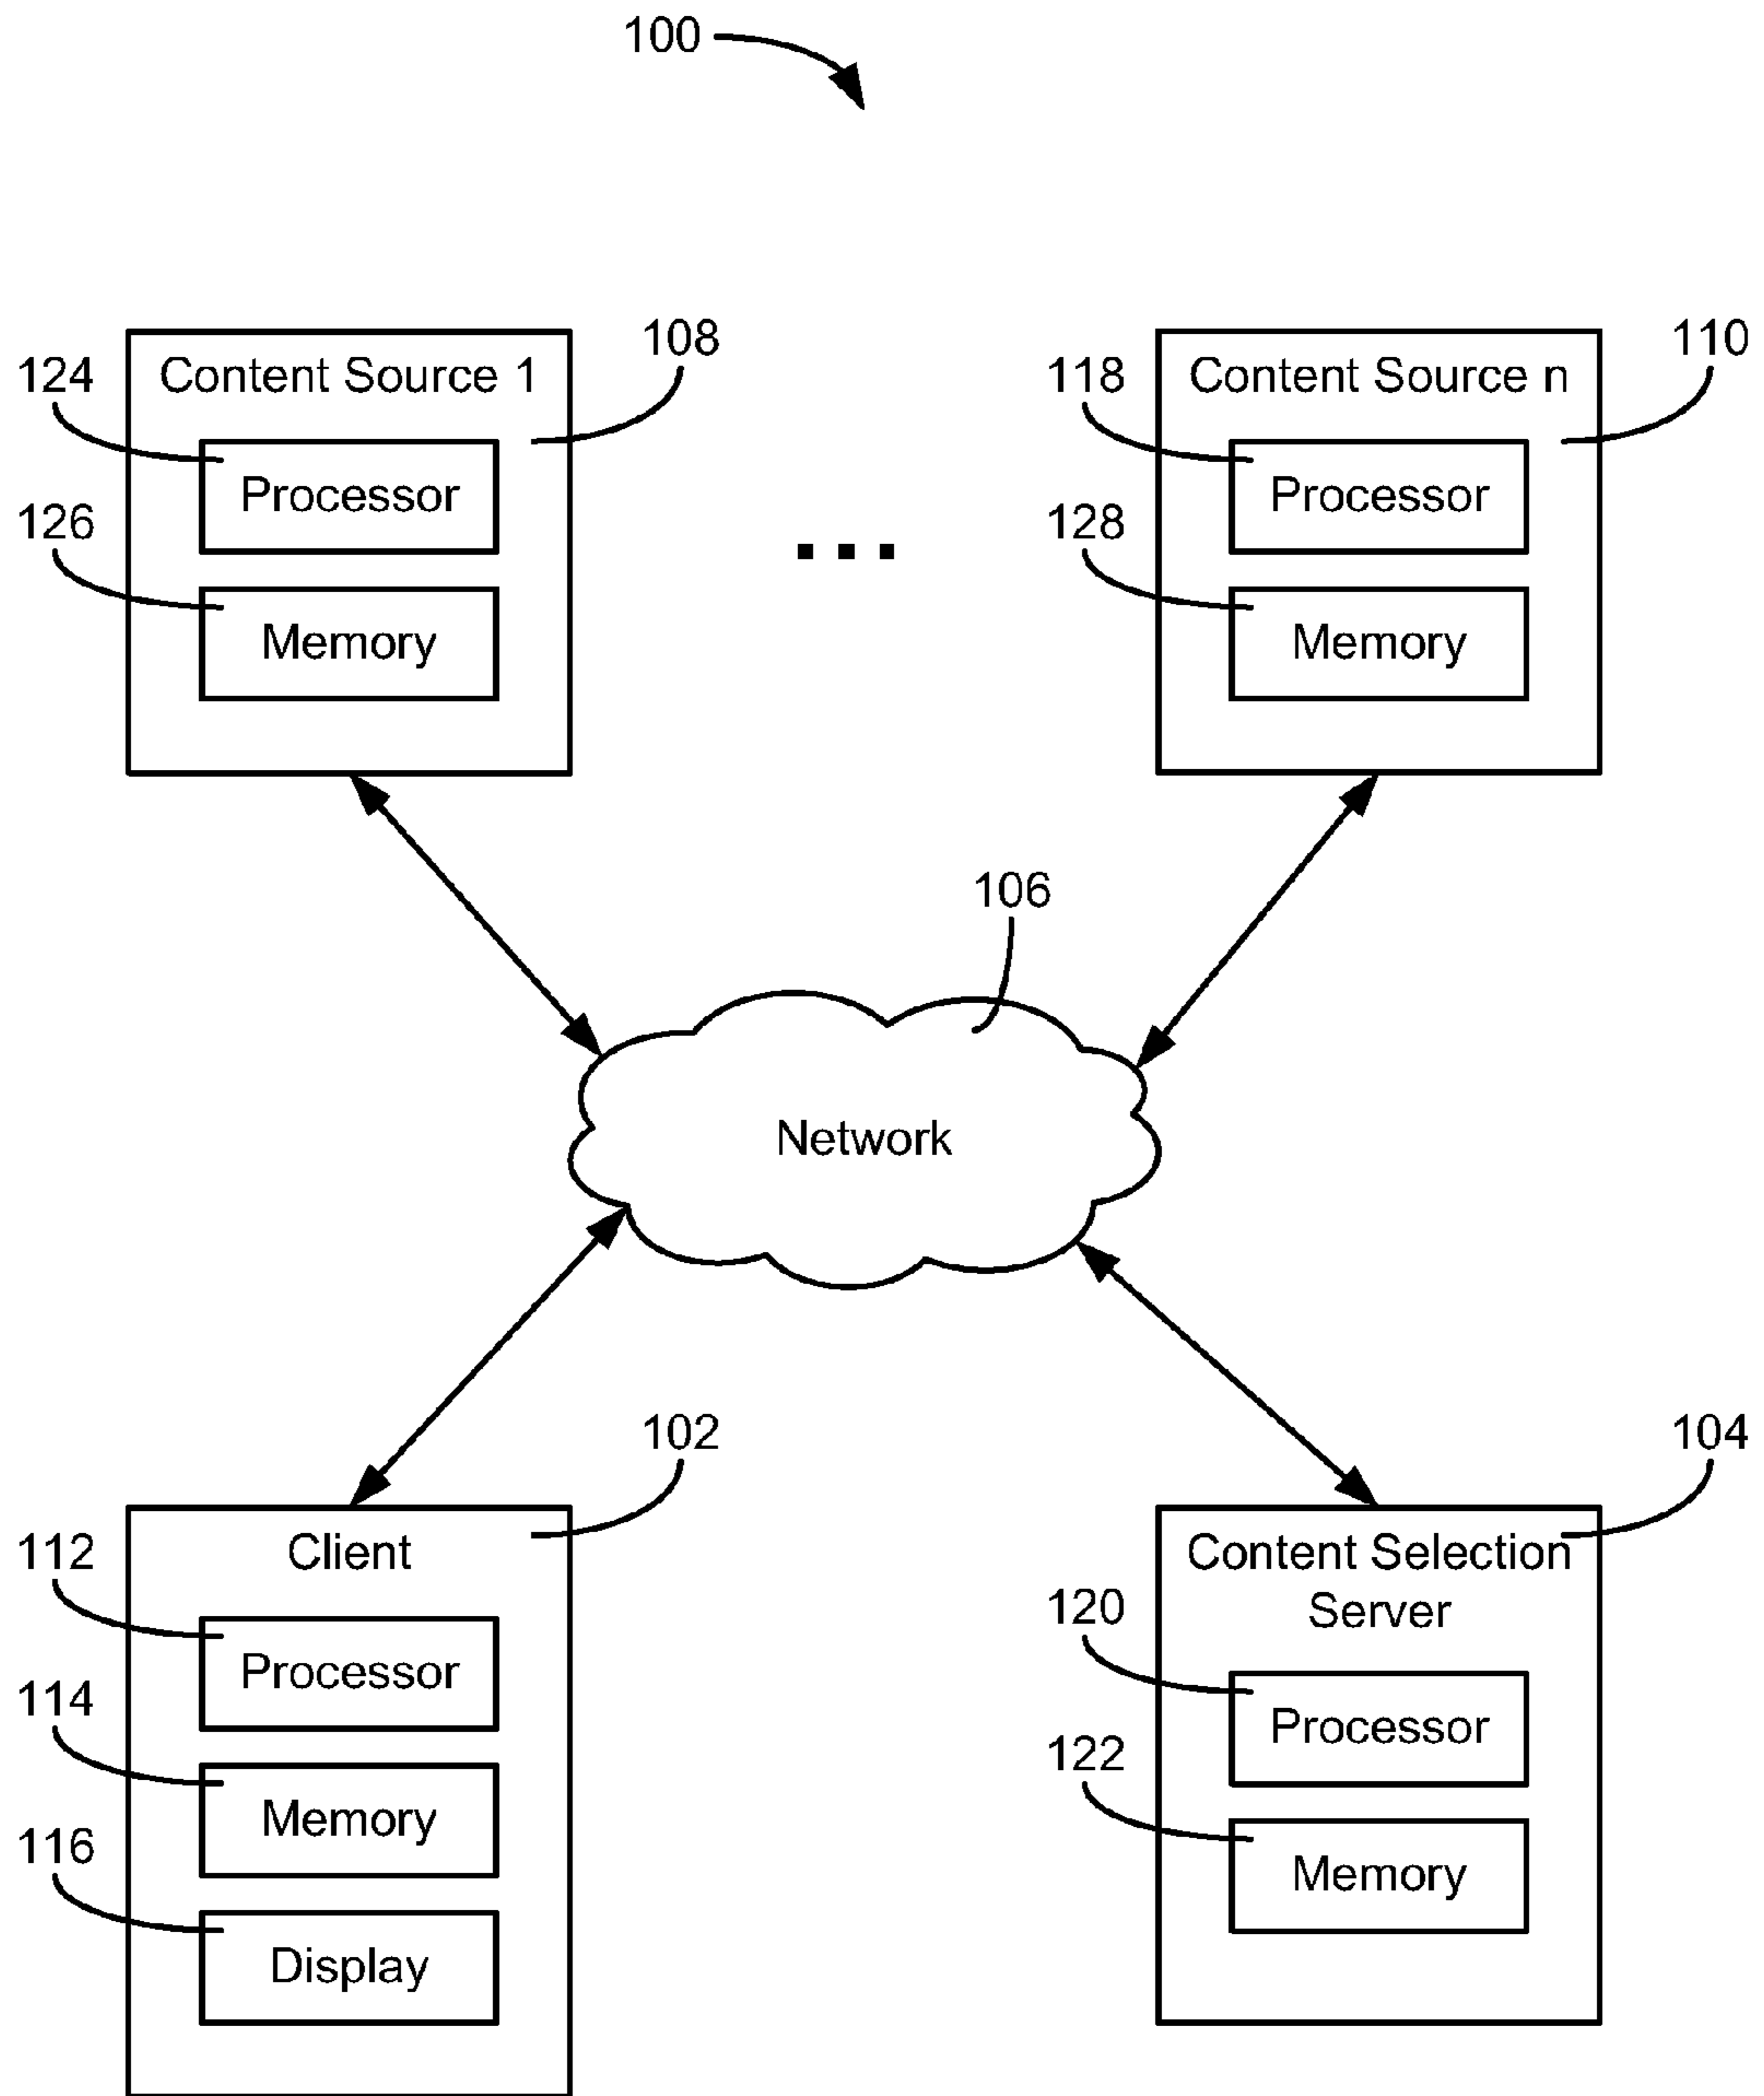 100
108
110
124
Content Source 1
118
Content Source n
Processor
Processor
126
128
...
Memory
Memory
106
Network
102
104
112
Client
Content Selection
Server
120
Processor
Processor
114
122
Memory
Memory
116
Display